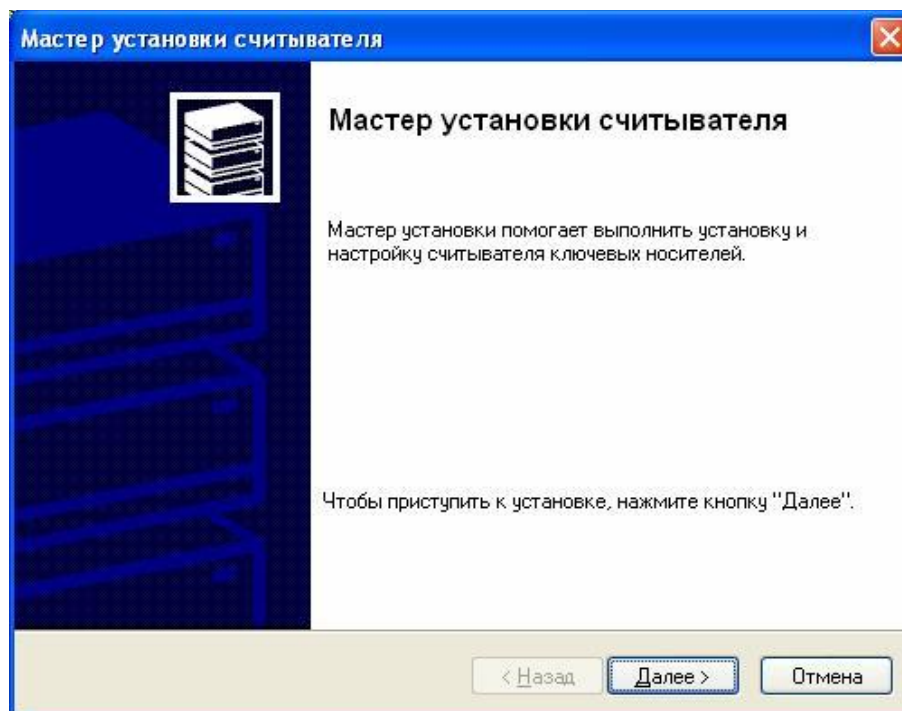 Мастер установки считывателя
Мастер установки считывателя
Мастер установки помогает выполнить установку и
настройку считывателя ключевых носителей.
Чтобы приступить к установке, нажмите кнопку "Далее".
< Назад Далее > Отмена